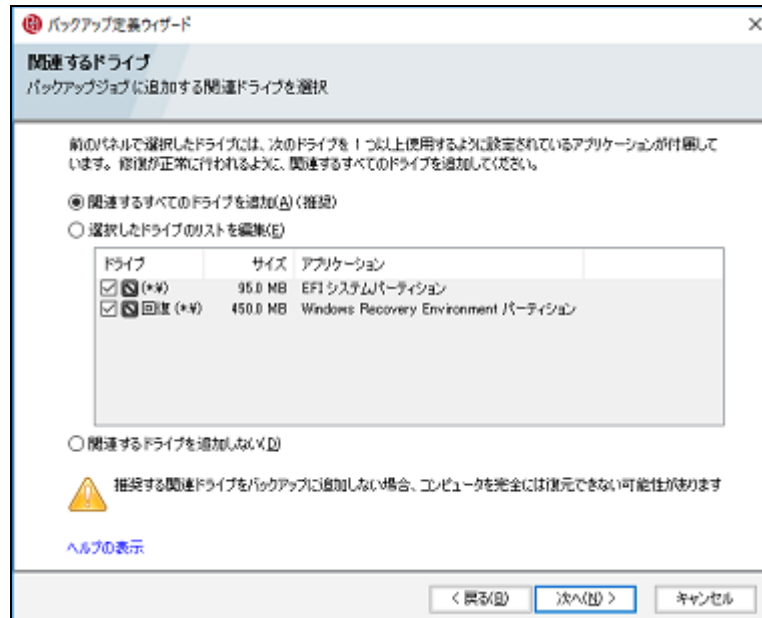 バックアップ定義ウィザード
関連するドライブ
バックアップジョブに追加する関連ドライブを選択
前のパネルで選択したドライブには、次のドライブを 1 つ以上使用するように設定されているアプリケーションが付属して
います。修復が正常に行われるように、関連するすべてのドライブを追加してください。
関連するすべてのドライブを追加(A) (推奨)
選択したドライブのリストを編集(E)
ドライブ サイズ アプリケーション
(*:¥) 95.0 MB EFI システムパーティション
回復 (*:¥) 450.0 MB Windows Recovery Environment パーティション
関連するドライブを追加しない(D)
推奨する関連ドライブをバックアップに追加しない場合、コンピュータを完全には復元できない可能性があります
ヘルプの表示
< 戻る(B) 次へ(N) > キャンセル